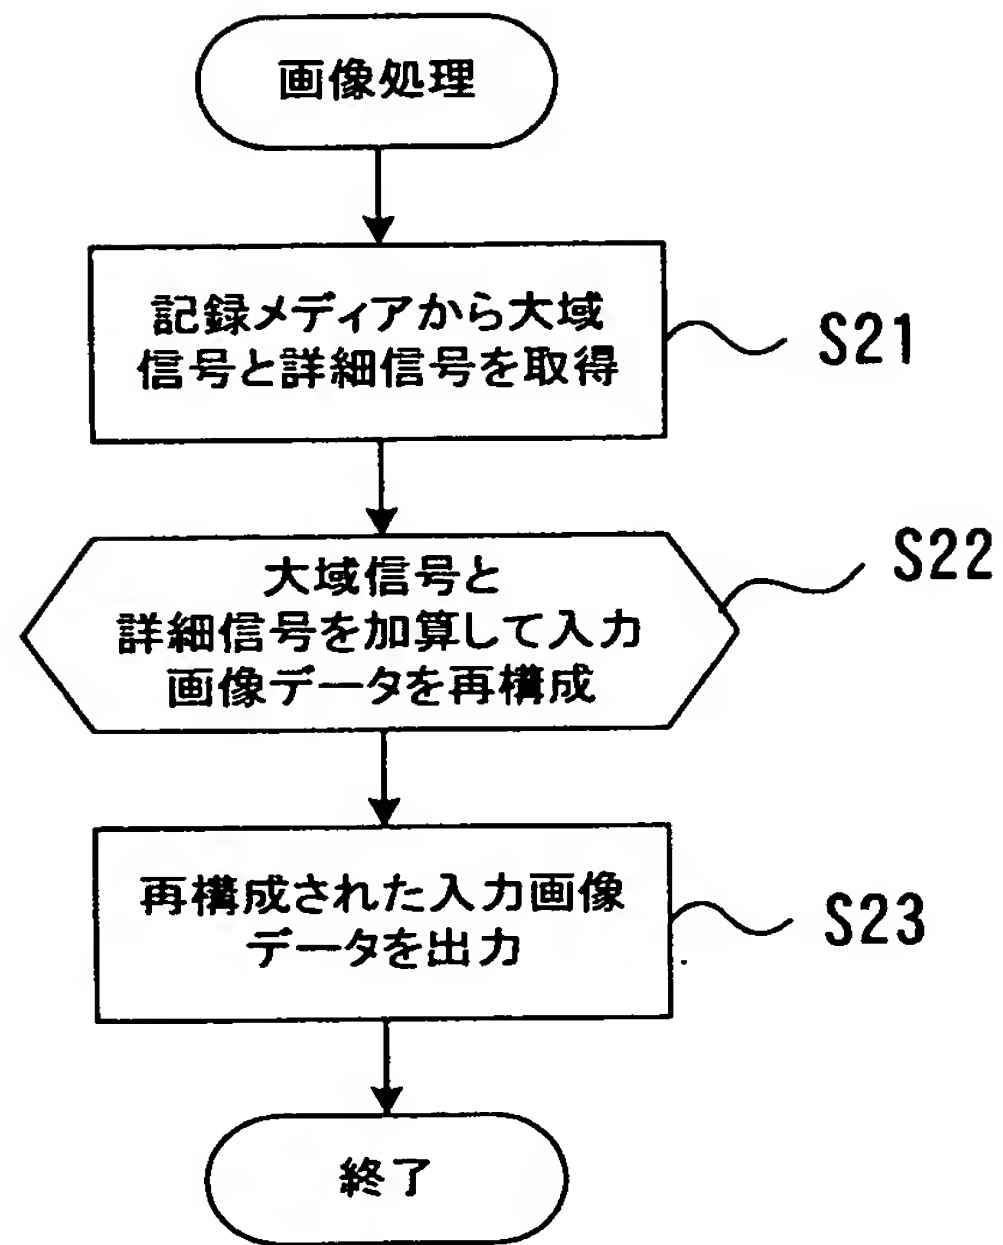 画像処理
記録メディアから大域
信号と詳細信号を取得
S21
大域信号と
詳細信号を加算して入力
画像データを再構成
S22
再構成された入力画像
データを出力
S23
終了